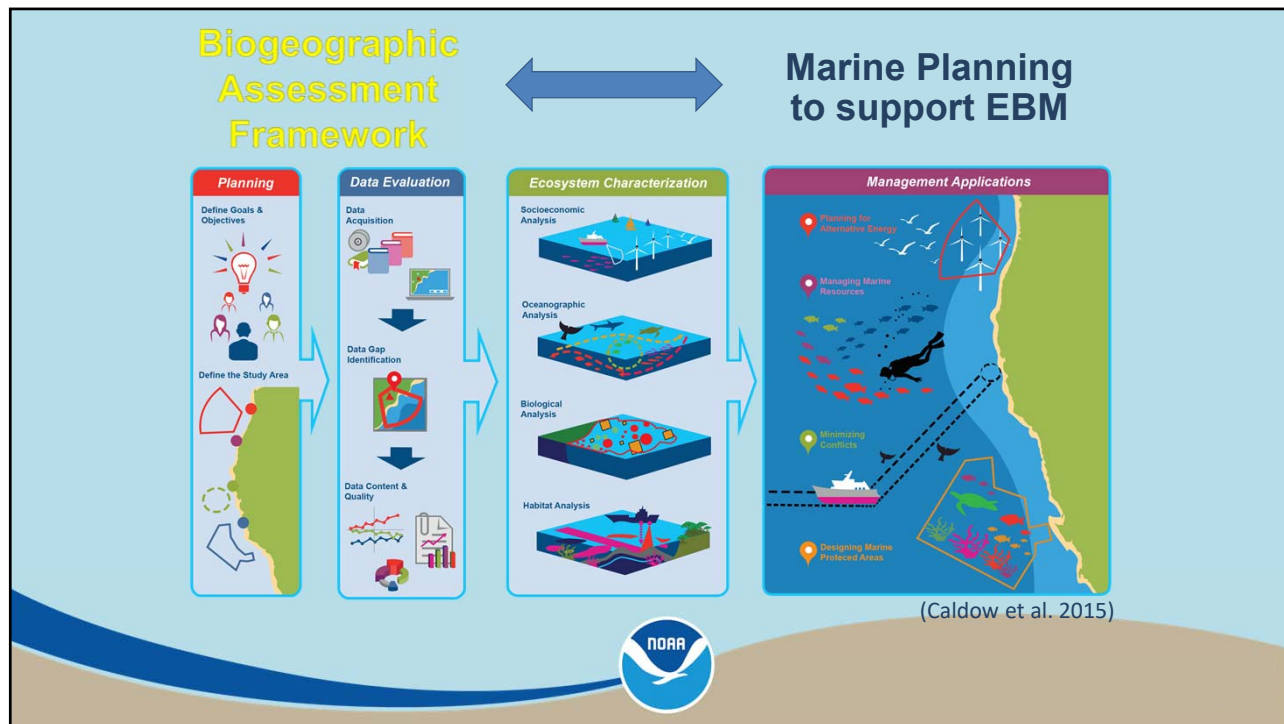 Biogeographic
Assessment
Framework
Marine Planning
to support EBM
Planning
Define Goals &
Objectives
Define the Study Area
Data Evaluation
Data
Acquisition
Data Gap
Identification
Data Content &
Quality
Ecosystem Characterization
Socioeconomic
Analysis
Oceanographic
Analysis
Biological
Analysis
Habitat Analysis
Management Applications
Planning for
Alternative Energy
Managing Marine
Resources
Minimizing
Conflicts
Designing Marine
Profeced Areas
(Caldow et al. 2015)
NOAA